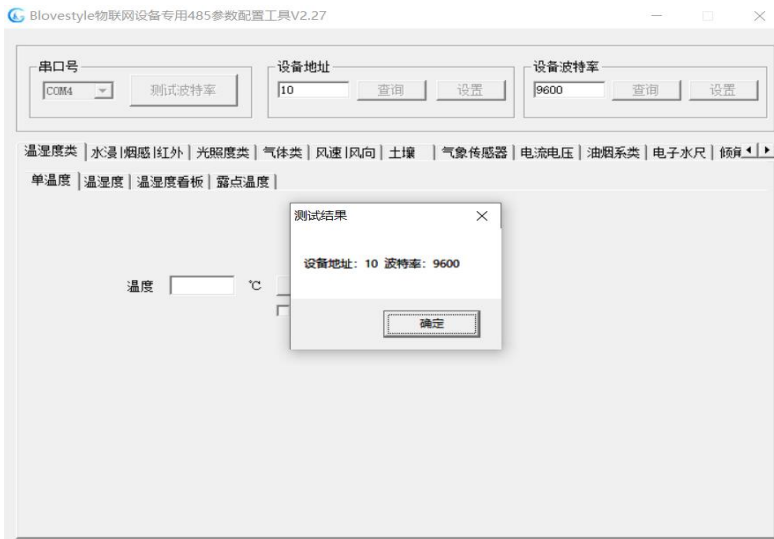 Blovestyle物联网设备专用485参数配置工具V2.27
串口号
COM4 测试波特率
设备地址
10 查询 设置
设备波特率
9600 查询 设置
温湿度类 水浸|烟感|红外 光照度类 气体类 风速|风向 土壤 气象传感器 电流电压 油烟系类 电子水尺
单温度 温湿度 温湿度看板 露点温度
温度 ℃
测试结果
设备地址：10 波特率：9600
确定